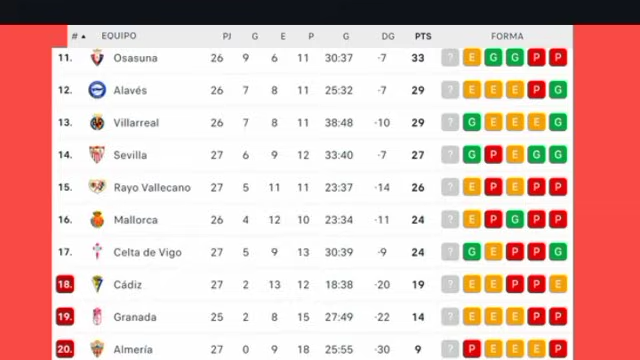 # ▲ EQUIPO PJ G E P G DG PTS FORMA
11. Osasuna 26 9 6 11 30:37 -7 33 ? E G G P P
12. Alavés 26 7 8 11 25:32 -7 29 ? E E E P G
13. Villarreal 26 7 8 11 38:48 -10 29 ? G E E E G
14. Sevilla 27 6 9 12 33:40 -7 27 ? G P E G G
15. Rayo Vallecano 27 5 11 11 23:37 -14 26 ? E P E P P
16. Mallorca 26 4 12 10 23:34 -11 24 ? E P G P P
17. Celta de Vigo 27 5 9 13 30:39 -9 24 ? G E P P G
18. Cádiz 27 2 13 12 18:38 -20 19 ? E E P P E
19. Granada 25 2 8 15 27:49 -22 14 ? E E E P P
20. Almería 27 0 9 18 25:55 -30 9 ? P E E E P